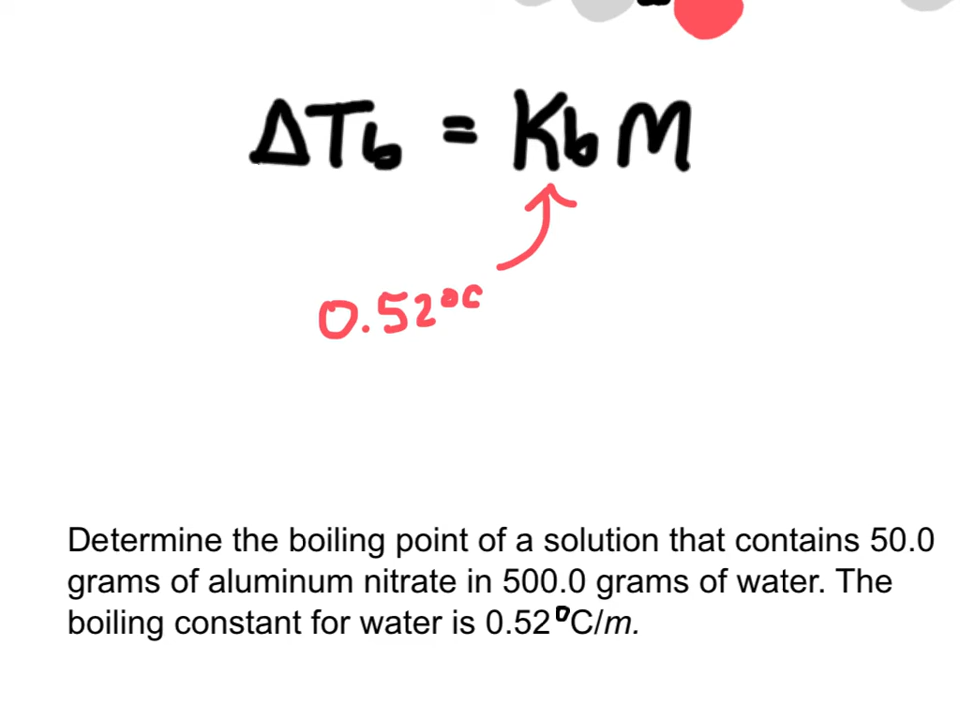 ΔTb = Kb M
0.52°C
Determine the boiling point of a solution that contains 50.0
grams of aluminum nitrate in 500.0 grams of water. The
boiling constant for water is 0.52°C/m.